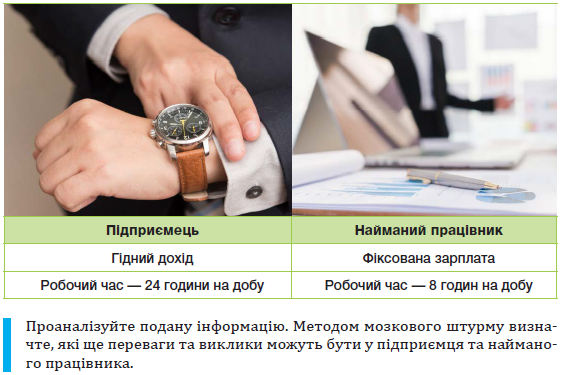 Підприємець
Найманий працівник
Гідний дохід
Фіксована зарплата
Робочий час — 24 години на добу
Робочий час — 8 годин на добу
Проаналізуйте подану інформацію. Методом мозкового штурму визна-
чте, які ще переваги та виклики можуть бути у підприємця та наймано-
го працівника.